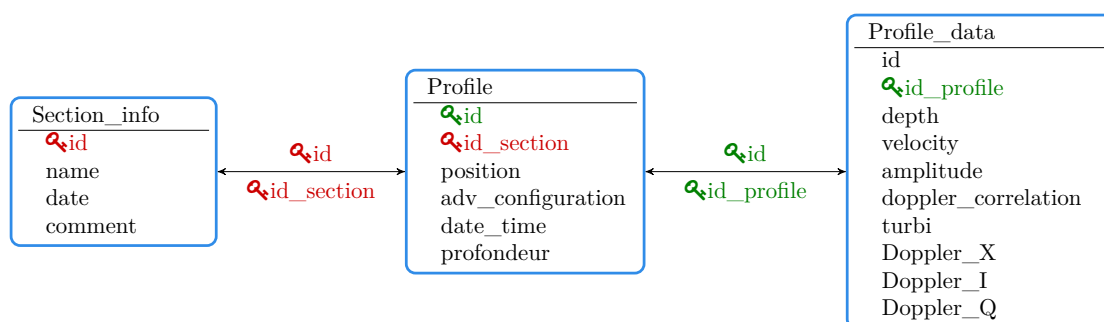 Section_info
id
name
date
comment
id
id_section
Profile
id
id_section
position
adv_configuration
date_time
profondeur
id
id_profile
Profile_data
id
id_profile
depth
velocity
amplitude
doppler_correlation
turbi
Doppler_X
Doppler_I
Doppler_Q